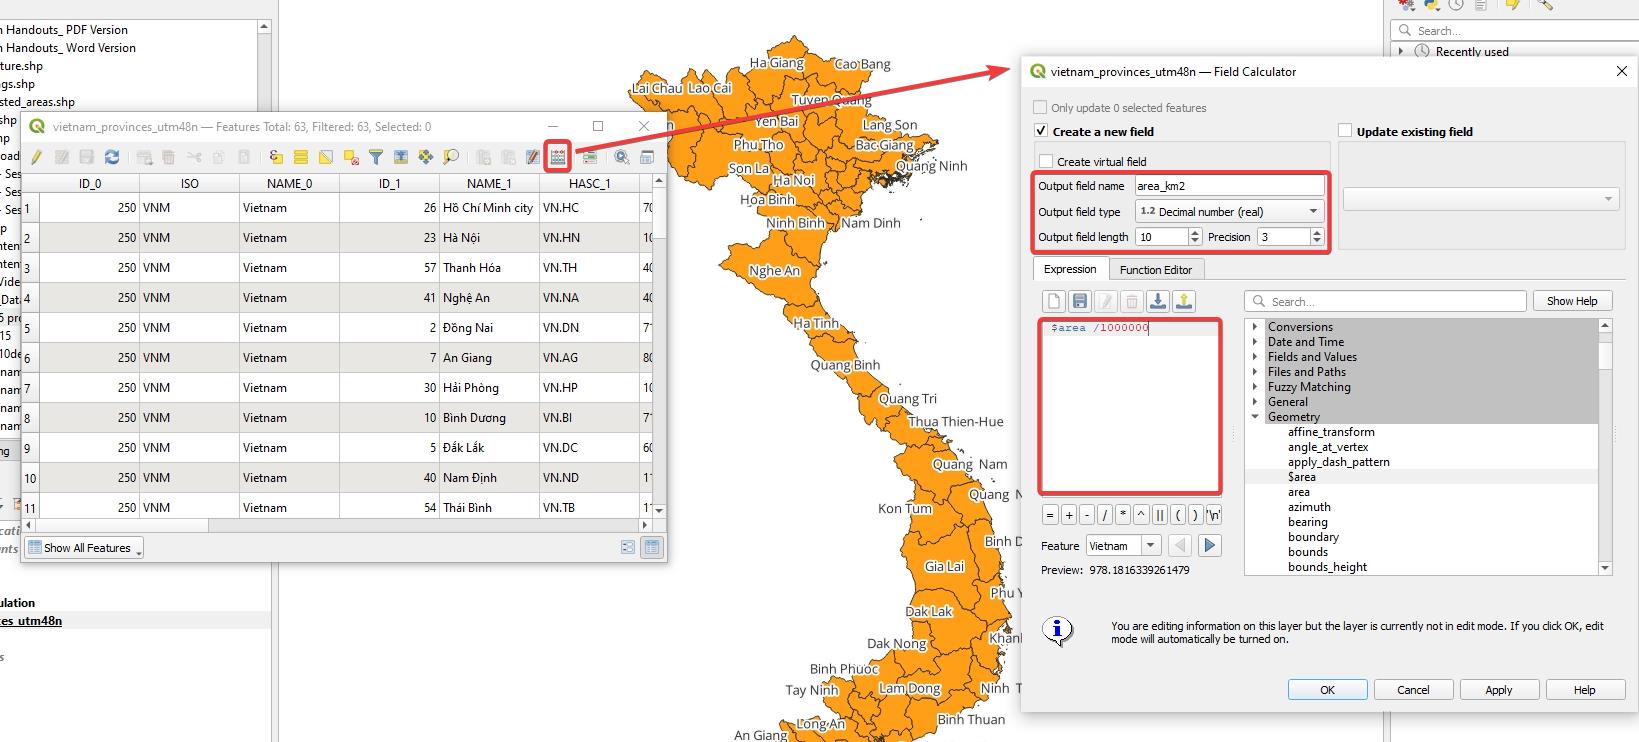 n Handouts_ PDF Version
n Handouts_ Word Version
ture.shp
ngs.shp
sted_areas.shp
shp
vietnam_provinces_utm48n — Features Total: 63, Filtered: 63, Selected: 0
ID_0 ISO NAME_0 ID_1 NAME_1 HASC_1
1 250 VNM Vietnam 26 Hồ Chí Minh city VN.HC 70
2 250 VNM Vietnam 23 Hà Nội VN.HN 10
3 250 VNM Vietnam 57 Thanh Hóa VN.TH 40
4 250 VNM Vietnam 41 Nghệ An VN.NA 40
5 250 VNM Vietnam 2 Đồng Nai VN.DN 71
6 250 VNM Vietnam 7 An Giang VN.AG 80
7 250 VNM Vietnam 30 Hải Phòng VN.HP 10
8 250 VNM Vietnam 10 Bình Dương VN.BI 71
9 250 VNM Vietnam 5 Đắk Lắk VN.DC 60
10 250 VNM Vietnam 40 Nam Định VN.ND 11
11 250 VNM Vietnam 54 Thái Bình VN.TB 11
Show All Features
ulation
ces_utm48n
Ha Giang
Cao Bang
Lai Chau
Lao Cai
Tuyen Quang
Yen Bai
Lang Son
Phu Tho
Bac Giang
Son La
Quang Ninh
Ha Noi
Hoa Binh
Ninh Binh
Nam Dinh
Nghe An
Ha Tinh
Quang Binh
Quang Tri
Thua Thien-Hue
Quang Nam
Quang N
Kon Tum
Binh D
Gia Lai
Phu Y
Dak Lak
Khanh
Dak Nong
Binh Phuoc
Tay Ninh
Lam Dong
Ninh T
Binh Thuan
Long An
An Giang
Search...
Recently used
vietnam_provinces_utm48n — Field Calculator
Only update 0 selected features
Create a new field
Update existing field
Create virtual field
Output field name area_km2
Output field type 1.2 Decimal number (real)
Output field length 10 Precision 3
Expression Function Editor
Search... Show Help
$area /1000000
Conversions
Date and Time
Fields and Values
Files and Paths
Fuzzy Matching
General
Geometry
affine_transform
angle_at_vertex
apply_dash_pattern
$area
area
azimuth
bearing
boundary
bounds
bounds_height
= + - / * ^ || ( ) '\n'
Feature Vietnam
Preview: 978.1816339261479
You are editing information on this layer but the layer is currently not in edit mode. If you click OK, edit
mode will automatically be turned on.
OK Cancel Apply Help